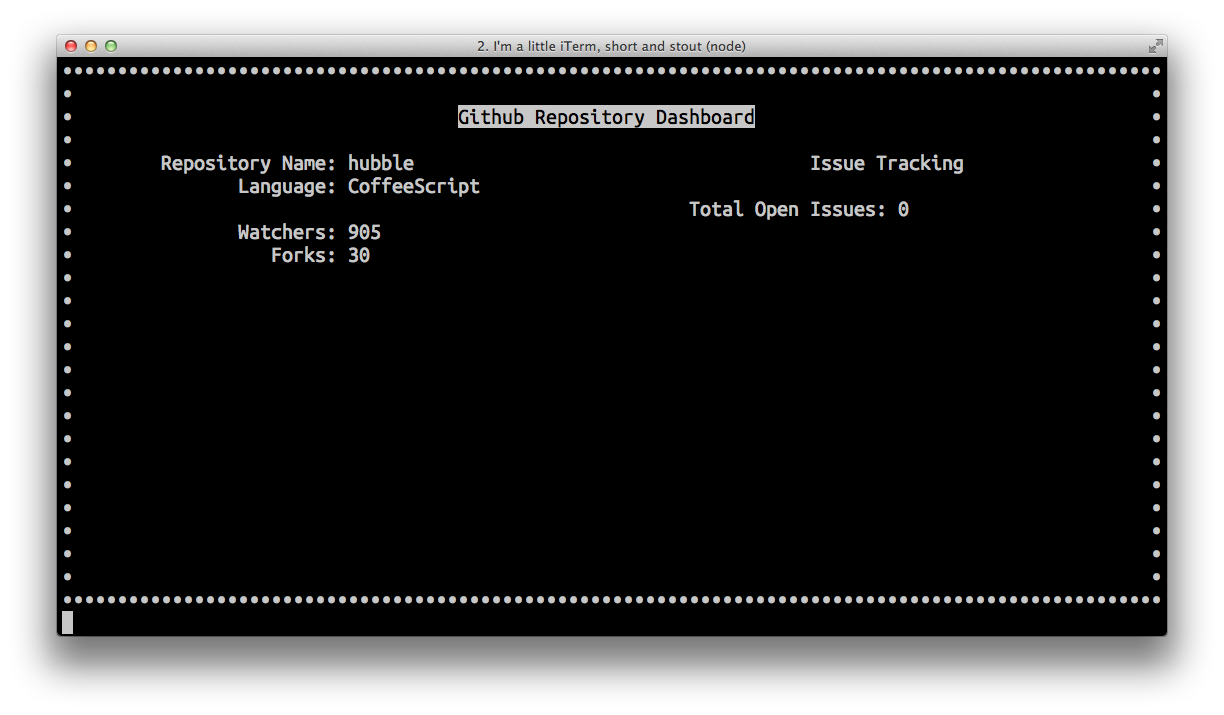 2. I'm a little iTerm, short and stout (node)
Github Repository Dashboard
Repository Name: hubble
Language: CoffeeScript
Watchers: 905
Forks: 30
Issue Tracking
Total Open Issues: 0